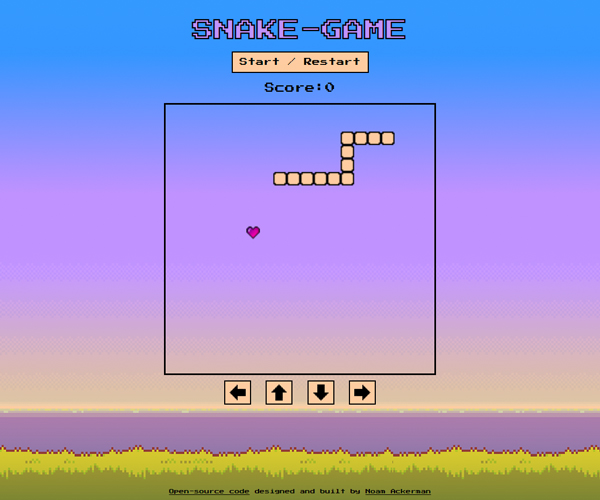 SNAKE-GAME
Start / Restart
Score:0
Open-source code designed and built by Noam Ackerman